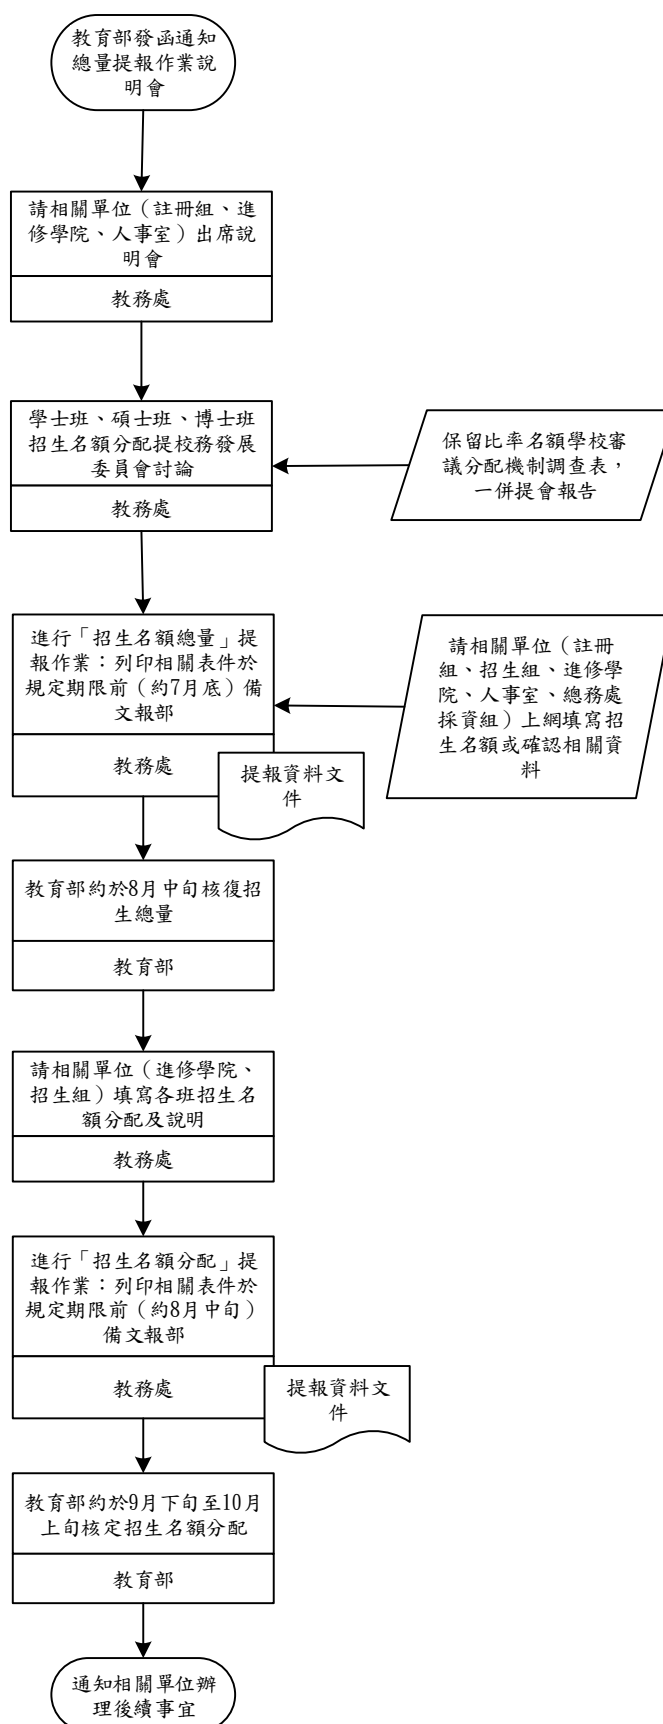 教育部發函通知
總量提報作業說
明會
請相關單位（註冊組、進
修學院、人事室）出席說
明會
教務處
學士班、碩士班、博士班
招生名額分配提校務發展
委員會討論
教務處
保留比率名額學校審
議分配機制調查表，
一併提會報告
進行「招生名額總量」提
報作業：列印相關表件於
規定期限前（約7月底）備
文報部
教務處
提報資料文
件
請相關單位（註冊
組、招生組、進修學
院、人事室、總務處
採資組）上網填寫招
生名額或確認相關資
料
教育部約於8月中旬核復招
生總量
教育部
請相關單位（進修學院、
招生組）填寫各班招生名
額分配及說明
教務處
進行「招生名額分配」提
報作業：列印相關表件於
規定期限前（約8月中旬）
備文報部
教務處
提報資料文
件
教育部約於9月下旬至10月
上旬核定招生名額分配
教育部
通知相關單位辦
理後續事宜